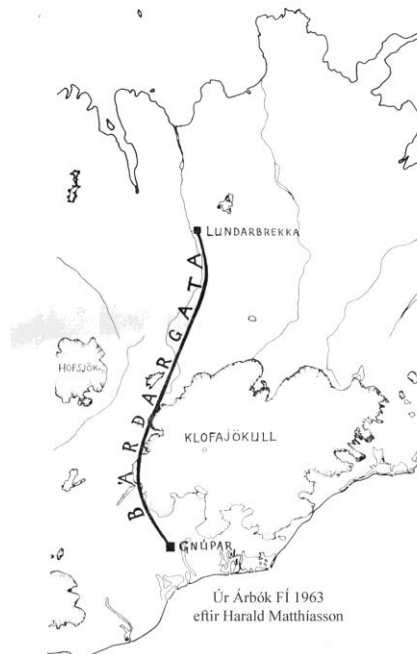 LUNDARBREKKA
BÁRÐARGATA
HOFSJÖK.
KLOFAJÖKULL
GNÚPAR
Úr Árbók FÍ 1963
eftir Harald Matthíasson